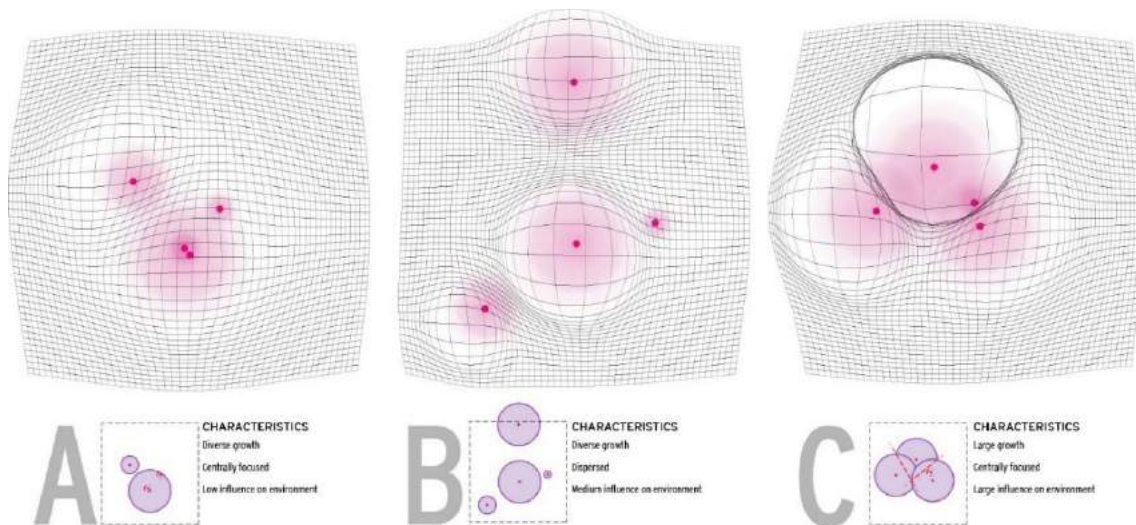 A
CHARACTERISTICS
Diverse growth
Centrally focused
Low influence on environment
B
CHARACTERISTICS
Diverse growth
Dispersed
Medium influence on environment
C
CHARACTERISTICS
Large growth
Centrally focused
Large influence on environment